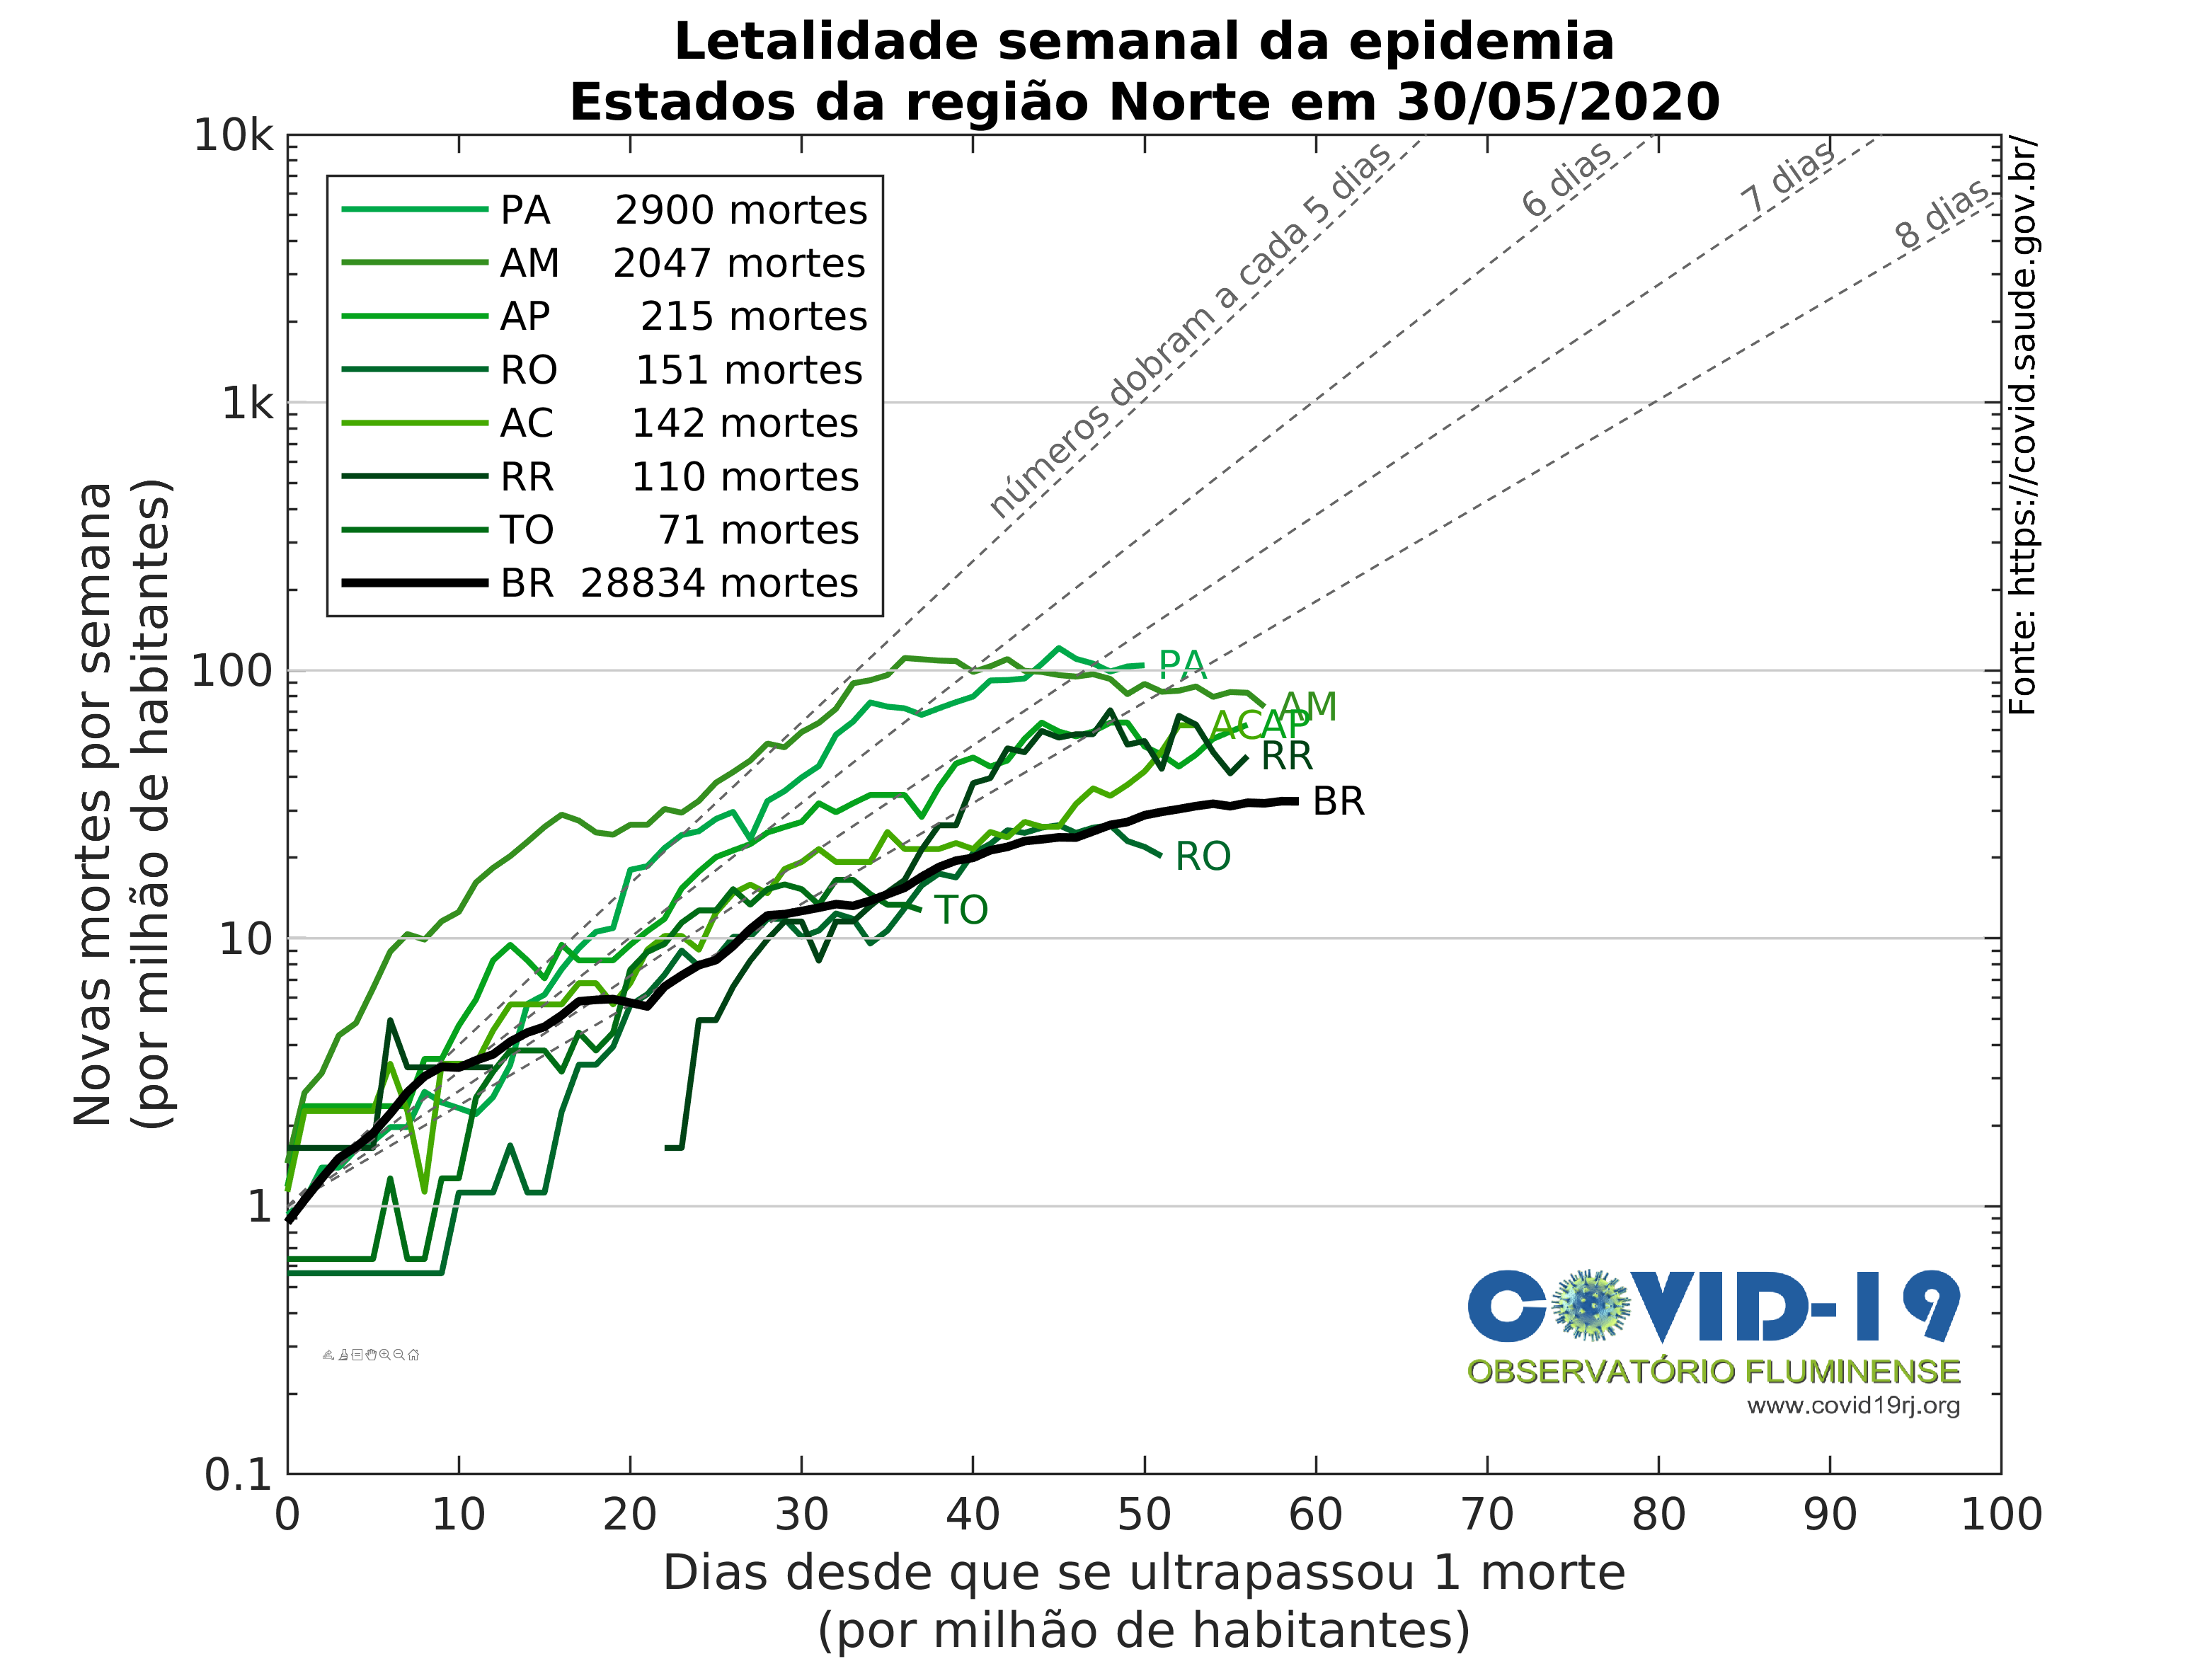 Letalidade semanal da epidemia
Estados da região Norte em 30/05/2020
10k
1k
100
10
1
0.1
Novas mortes por semana
(por milhão de habitantes)
PA 2900 mortes
AM 2047 mortes
AP 215 mortes
RO 151 mortes
AC 142 mortes
RR 110 mortes
TO 71 mortes
BR 28834 mortes
números dobram a cada 5 dias
6 dias
7 dias
8 dias
Fonte: https://covid.saude.gov.br/
PA
AM
AC
AP
RR
BR
RO
TO
COVID-19
OBSERVATÓRIO FLUMINENSE
www.covid19rj.org
0 10 20 30 40 50 60 70 80 90 100
Dias desde que se ultrapassou 1 morte
(por milhão de habitantes)